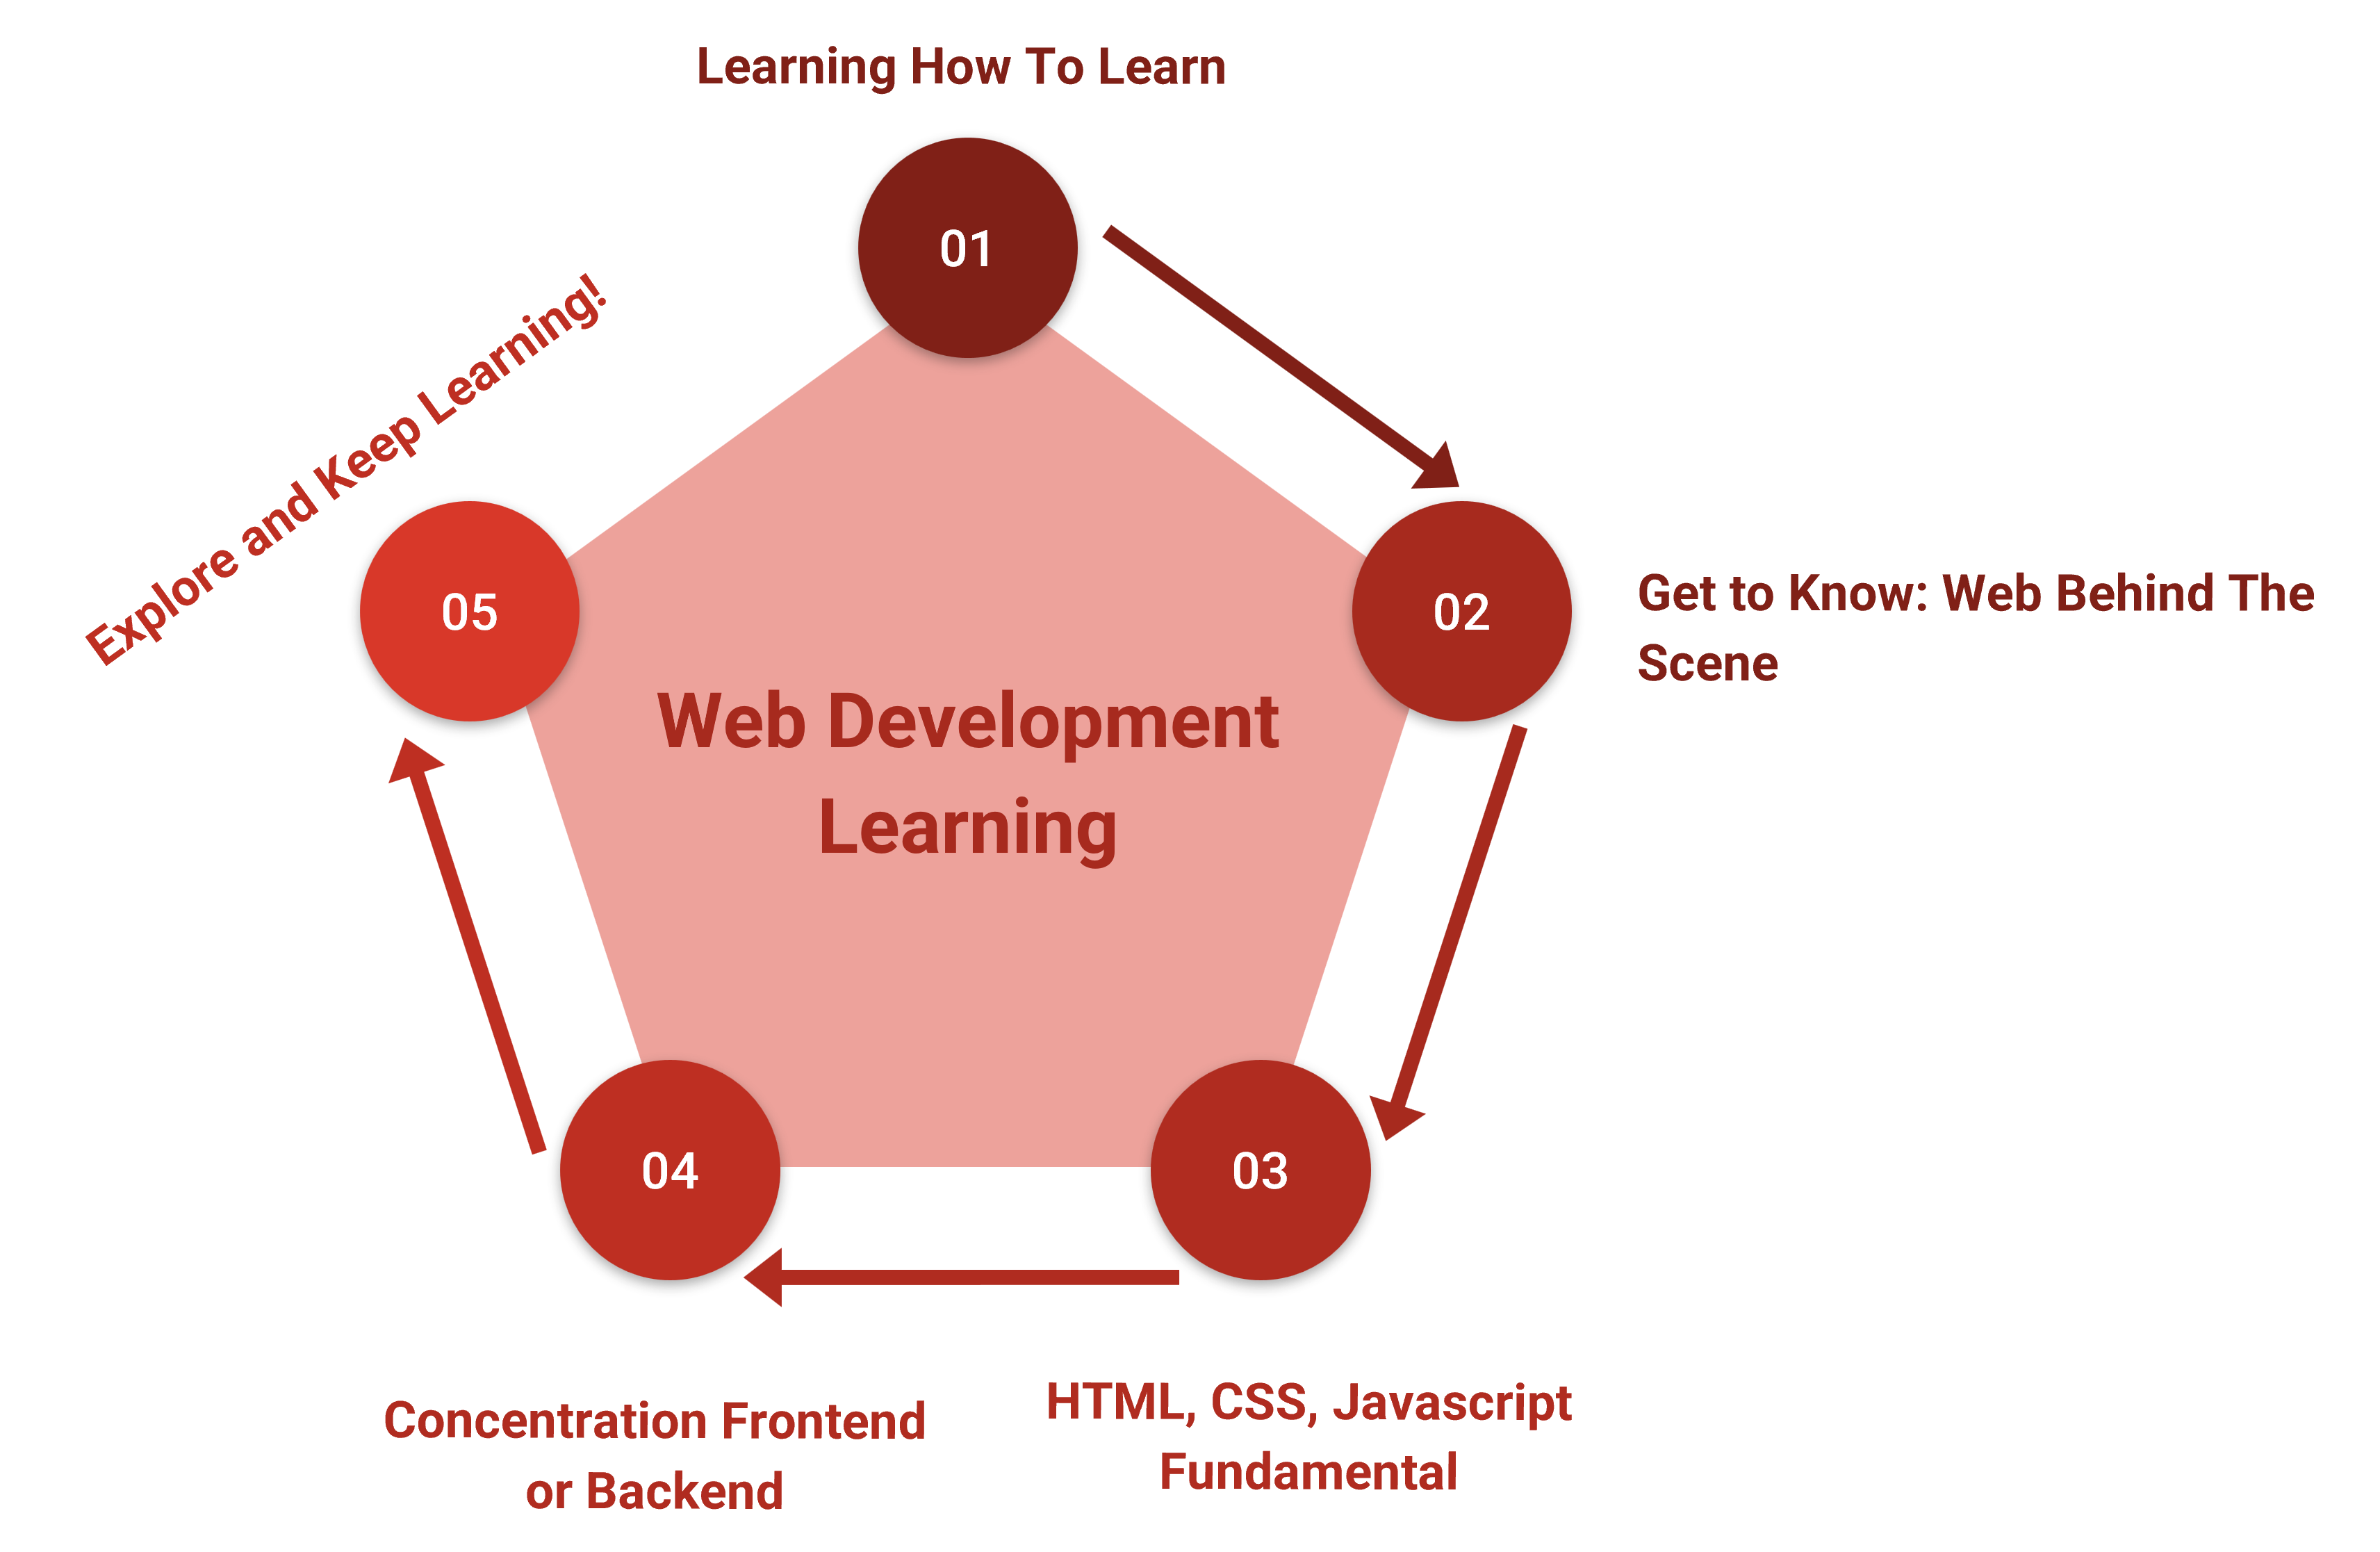 Learning How To Learn
01
Explore and Keep Learning!
05
02
Get to Know: Web Behind The
Scene
Web Development
Learning
04
03
Concentration Frontend
or Backend
HTML, CSS, Javascript
Fundamental